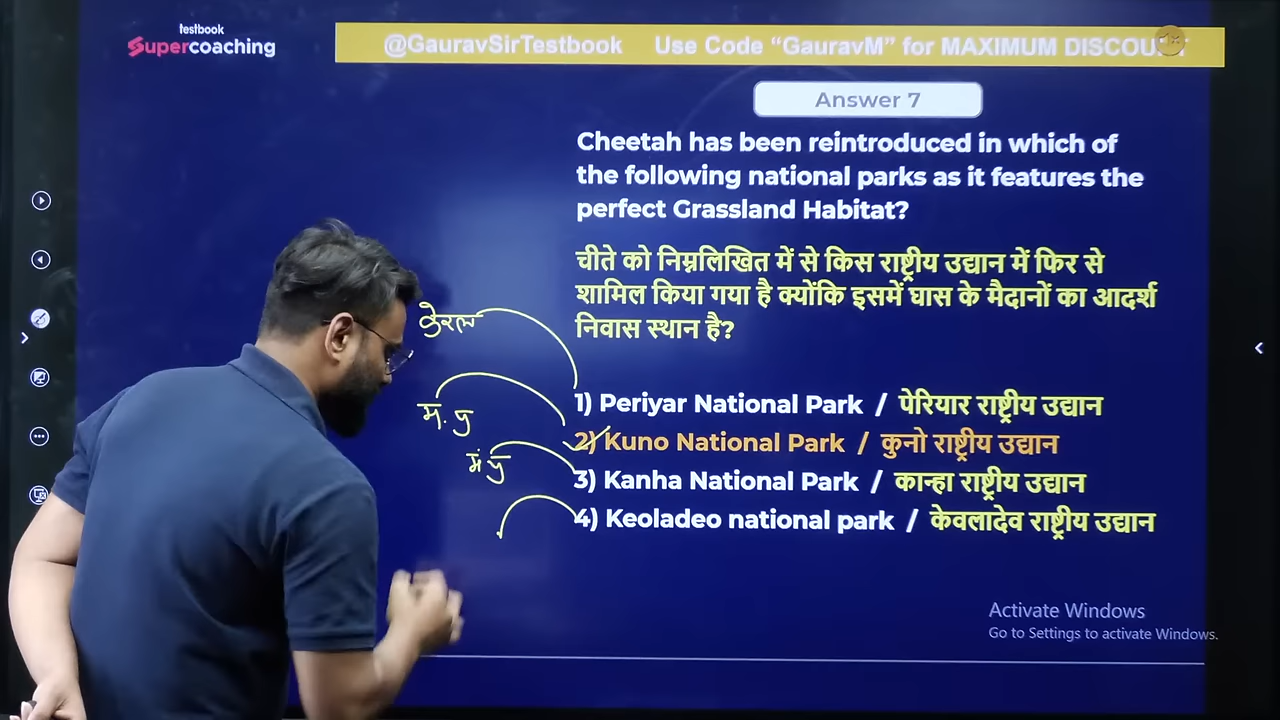 testbook
Supercoaching
@GauravSirTestbook Use Code “GauravM” for MAXIMUM DISCOUNT
Answer 7
Cheetah has been reintroduced in which of
the following national parks as it features the
perfect Grassland Habitat?
चीते को निम्नलिखित में से किस राष्ट्रीय उद्यान में फिर से
शामिल किया गया है क्योंकि इसमें घास के मैदानों का आदर्श
निवास स्थान है?
केरल
1) Periyar National Park / पेरियार राष्ट्रीय उद्यान
म. प्र
2) Kuno National Park / कुनो राष्ट्रीय उद्यान
म प्र
3) Kanha National Park / कान्हा राष्ट्रीय उद्यान
4) Keoladeo national park / केवलादेव राष्ट्रीय उद्यान
Activate Windows
Go to Settings to activate Windows.